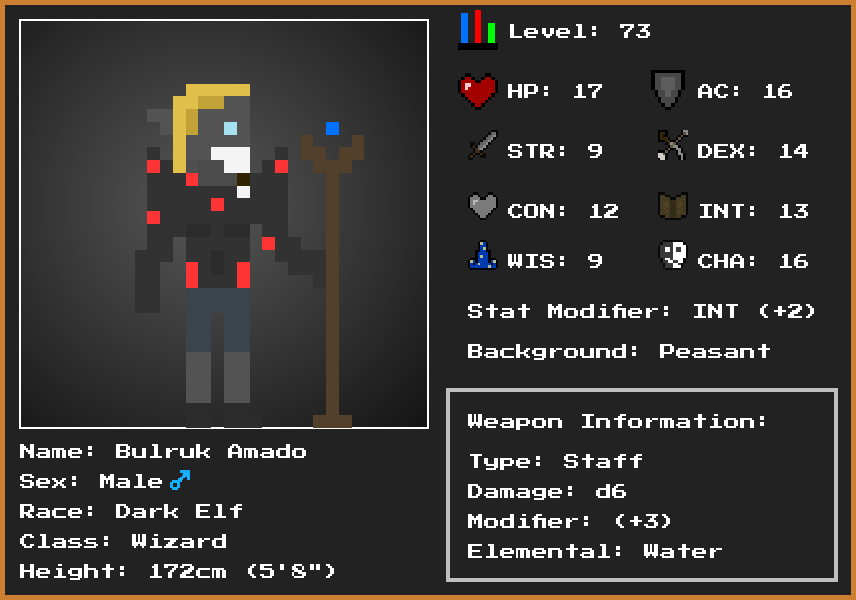 Level: 73
HP: 17
AC: 16
STR: 9
DEX: 14
CON: 12
INT: 13
WIS: 9
CHA: 16
Stat Modifier: INT (+2)
Background: Peasant
Weapon Information:
Type: Staff
Damage: d6
Modifier: (+3)
Elemental: Water
Name: Bulruk Amado
Sex: Male♂
Race: Dark Elf
Class: Wizard
Height: 172cm (5'8")